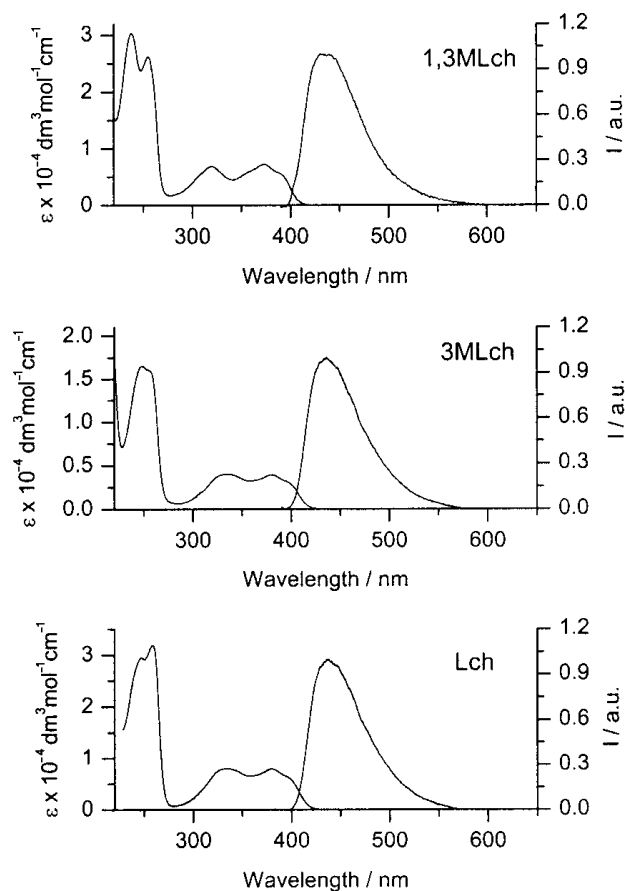 1,3MLch
ε x 10⁻⁴ dm³mol⁻¹cm⁻¹
3
2
1
0
I / a.u.
1.2
0.9
0.6
0.3
0.0
300 400 500 600
Wavelength / nm
3MLch
ε x 10⁻⁴ dm³mol⁻¹cm⁻¹
2.0
1.5
1.0
0.5
0.0
I / a.u.
1.2
0.9
0.6
0.3
0.0
300 400 500 600
Wavelength / nm
Lch
ε x 10⁻⁴ dm³mol⁻¹cm⁻¹
3
2
1
0
I / a.u.
1.2
0.9
0.6
0.3
0.0
300 400 500 600
Wavelength / nm